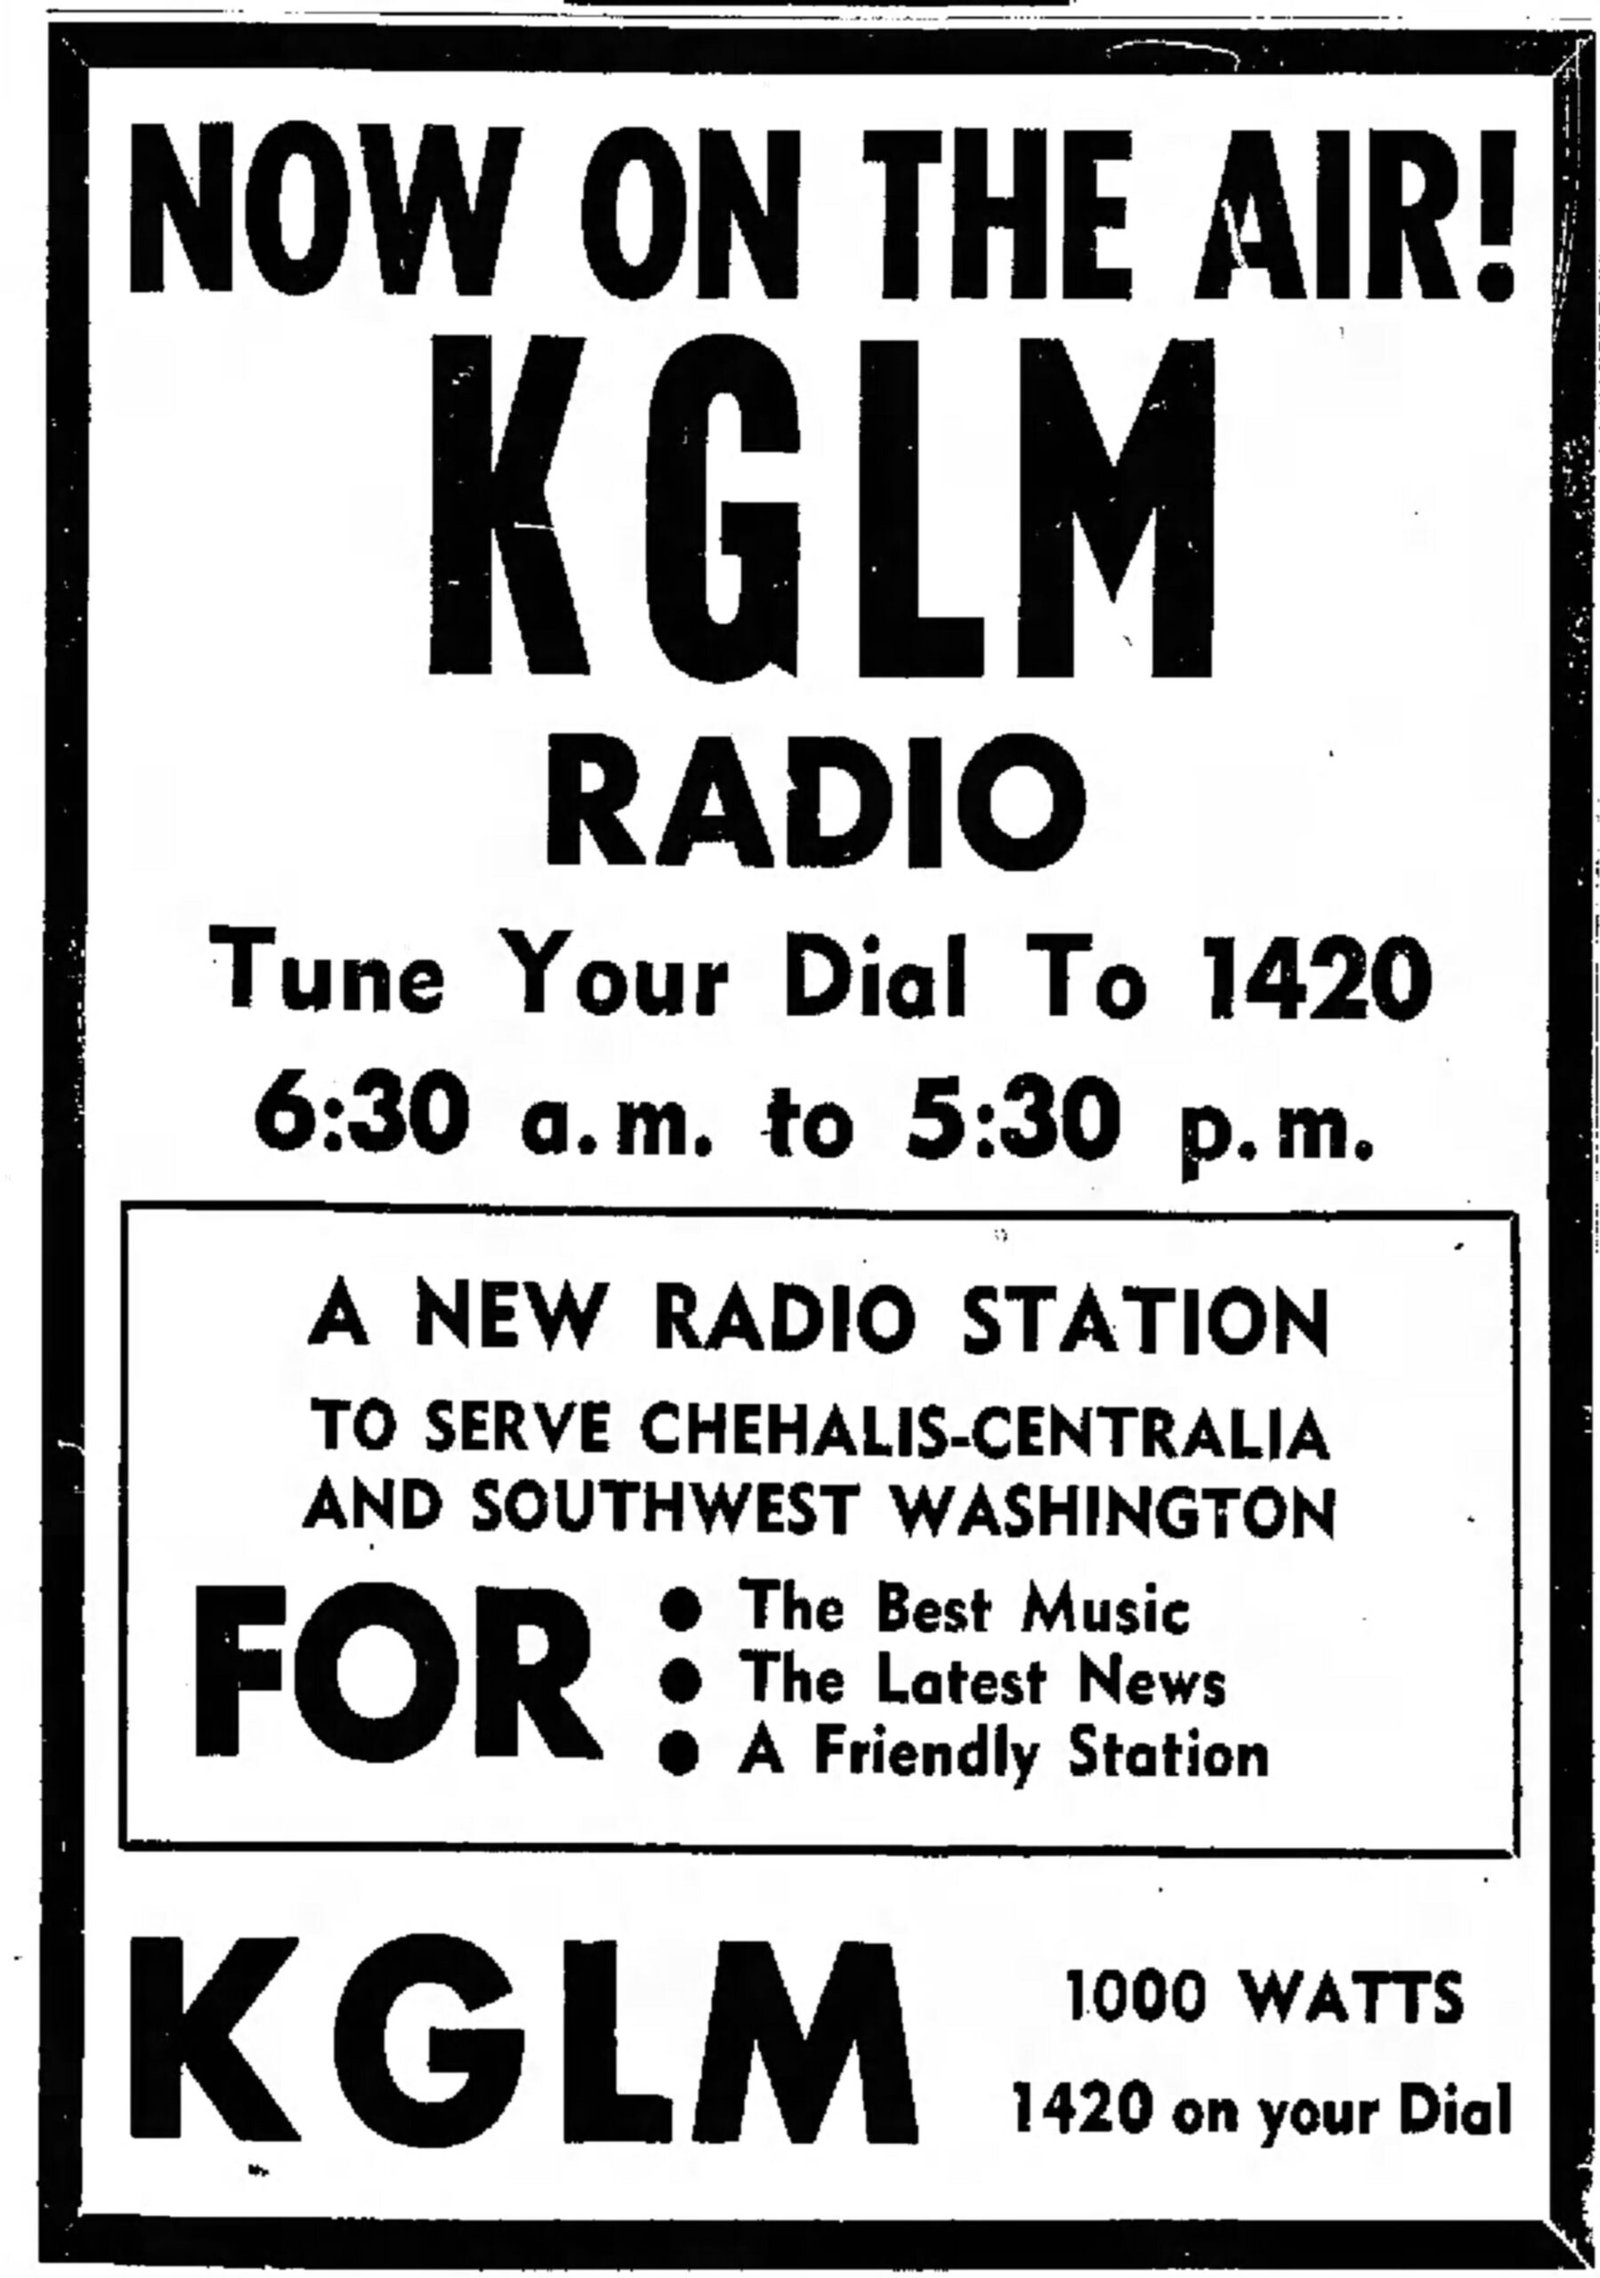 NOW ON THE AIR!
KGLM
RADIO
Tune Your Dial To 1420
6:30 a.m. to 5:30 p.m.
A NEW RADIO STATION
TO SERVE CHEHALIS-CENTRALIA
AND SOUTHWEST WASHINGTON
FOR
● The Best Music
● The Latest News
● A Friendly Station
KGLM
1000 WATTS
1420 on your Dial